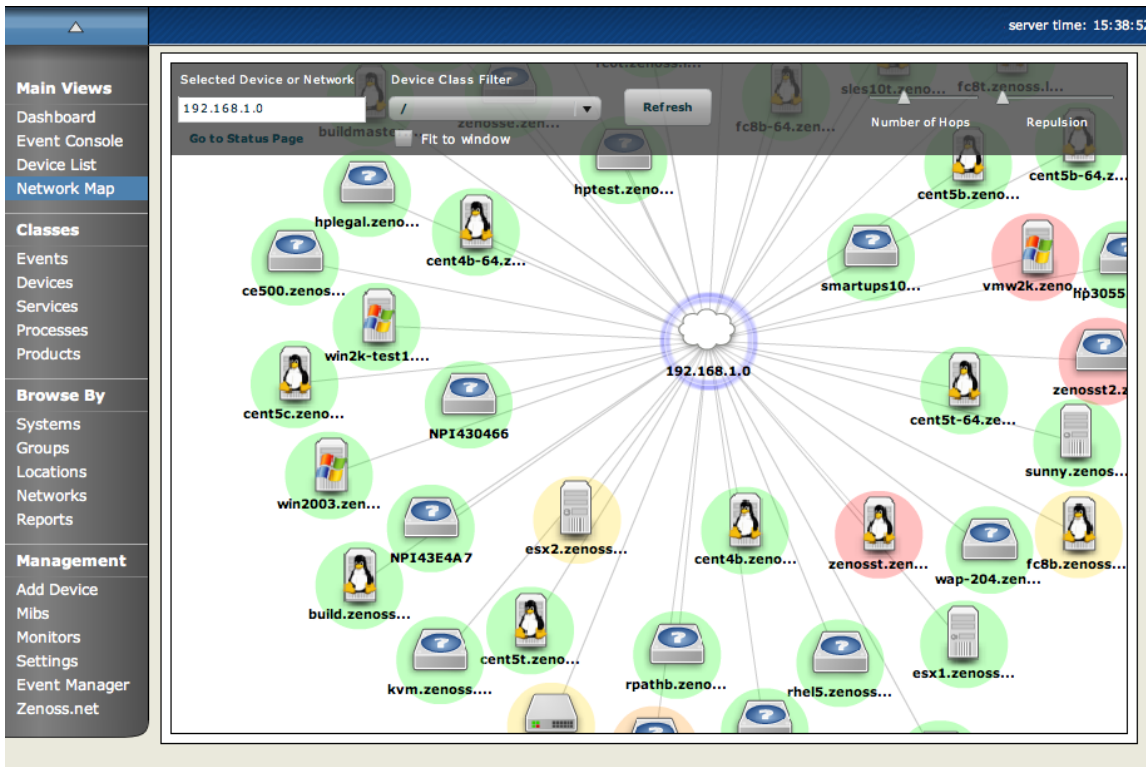 server time: 15:38:52
Main Views
Dashboard
Event Console
Device List
Network Map
Classes
Events
Devices
Services
Processes
Products
Browse By
Systems
Groups
Locations
Networks
Reports
Management
Add Device
Mibs
Monitors
Settings
Event Manager
Zenoss.net
Selected Device or Network
Device Class Filter
192.168.1.0
/
Refresh
Number of Hops
Repulsion
Go to Status Page
Fit to window
sles10t.zeno...
fc8t.zenoss.l...
zenosse.zen...
fc8b-64.zen...
hptest.zeno...
cent5b-64.z...
cent5b.zeno...
hplegal.zeno...
cent4b-64.z...
ce500.zenos...
smartups10...
vmw2k.zeno...
hp3055
win2k-test1....
192.168.1.0
zenosst2.z
cent5c.zeno...
cent5t-64.ze...
NPI430466
sunny.zenos...
win2003.zen...
esx2.zenoss...
NPI43E4A7
cent4b.zeno...
zenosst.zen...
fc8b.zenoss...
wap-204.zen...
build.zenoss...
cent5t.zeno...
kvm.zenoss....
rpathb.zeno...
rhel5.zenoss...
esx1.zenoss...